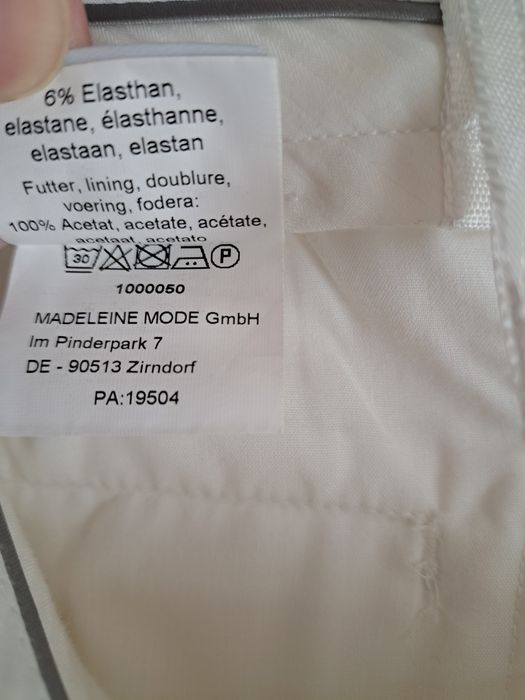 6% Elasthan,
elastane, élasthanne,
elastaan, elastan
Futter, lining, doublure,
voering, fodera:
100% Acetat, acetate, acétate,
acetaat, acetato
30 P
1000050
MADELEINE MODE GmbH
Im Pinderpark 7
DE - 90513 Zirndorf
PA:19504